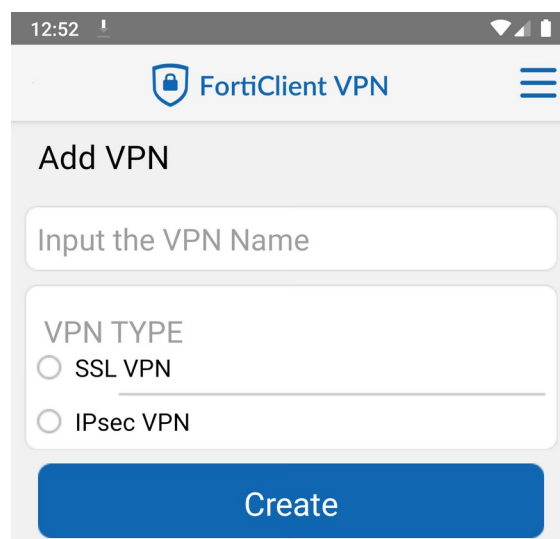 12:52
FortiClient VPN
Add VPN
Input the VPN Name
VPN TYPE
SSL VPN
IPsec VPN
Create